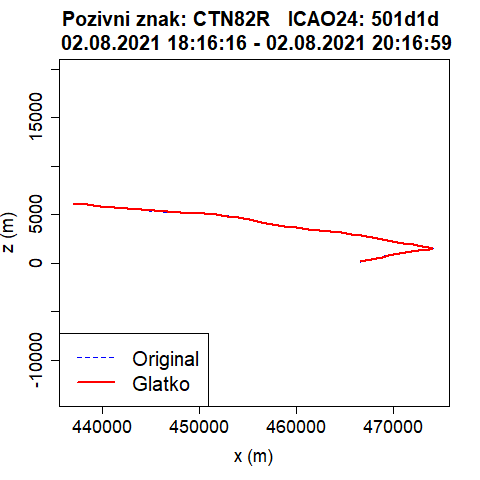 Pozivni znak: CTN82R ICAO24: 501d1d
02.08.2021 18:16:16 - 02.08.2021 20:16:59
z (m)
15000
5000
0
-10000
Original
Glatko
440000 450000 460000 470000
x (m)